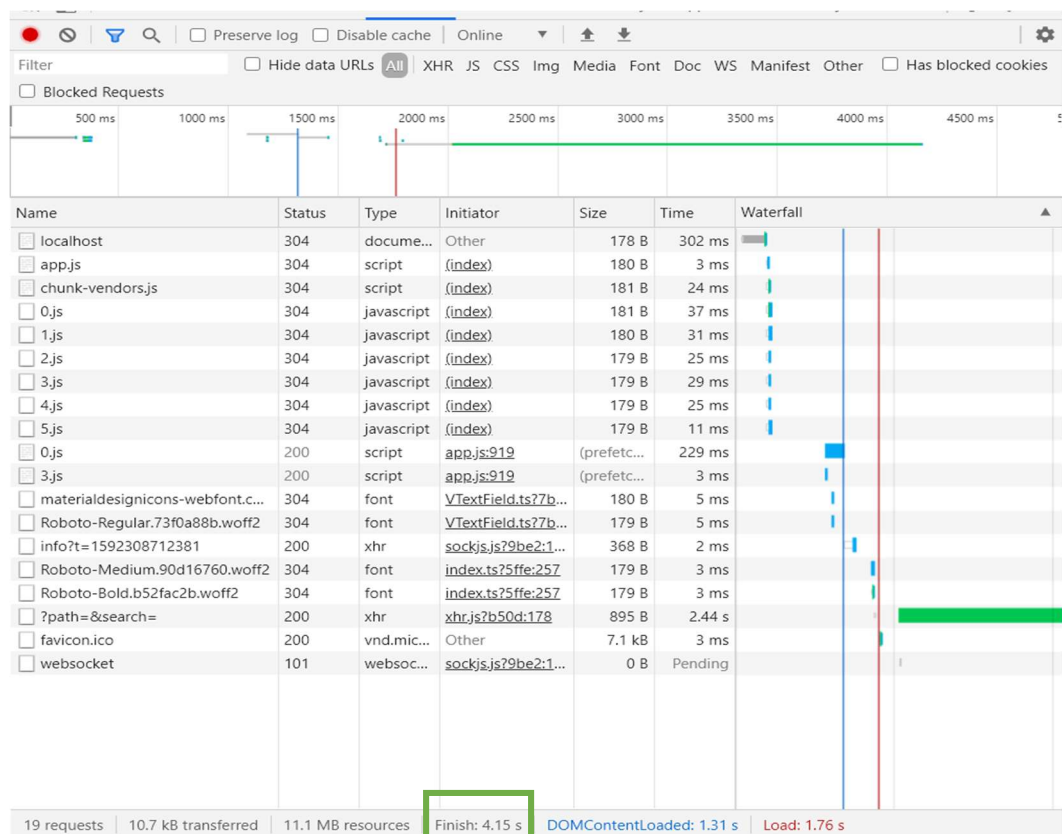 Preserve log Disable cache Online
Filter Hide data URLs All XHR JS CSS Img Media Font Doc WS Manifest Other Has blocked cookies
Blocked Requests
500 ms 1000 ms 1500 ms 2000 ms 2500 ms 3000 ms 3500 ms 4000 ms 4500 ms
Name Status Type Initiator Size Time Waterfall
localhost 304 docume... Other 178 B 302 ms
app.js 304 script (index) 180 B 3 ms
chunk-vendors.js 304 script (index) 181 B 24 ms
0.js 304 javascript (index) 181 B 37 ms
1.js 304 javascript (index) 180 B 31 ms
2.js 304 javascript (index) 179 B 25 ms
3.js 304 javascript (index) 179 B 29 ms
4.js 304 javascript (index) 179 B 25 ms
5.js 304 javascript (index) 179 B 11 ms
0.js 200 script app.js:919 (prefetc... 229 ms
3.js 200 script app.js:919 (prefetc... 3 ms
materialdesignicons-webfont.c... 304 font VTextField.ts?7b... 180 B 5 ms
Roboto-Regular.73f0a88b.woff2 304 font VTextField.ts?7b... 179 B 5 ms
info?t=1592308712381 200 xhr sockjs.js?9be2:1... 368 B 2 ms
Roboto-Medium.90d16760.woff2 304 font index.ts?5ffe:257 179 B 3 ms
Roboto-Bold.b52fac2b.woff2 304 font index.ts?5ffe:257 179 B 3 ms
?path=&search= 200 xhr xhr.js?b50d:178 895 B 2.44 s
favicon.ico 200 vnd.mic... Other 7.1 kB 3 ms
websocket 101 websoc... sockjs.js?9be2:1... 0 B Pending
19 requests 10.7 kB transferred 11.1 MB resources Finish: 4.15 s DOMContentLoaded: 1.31 s Load: 1.76 s